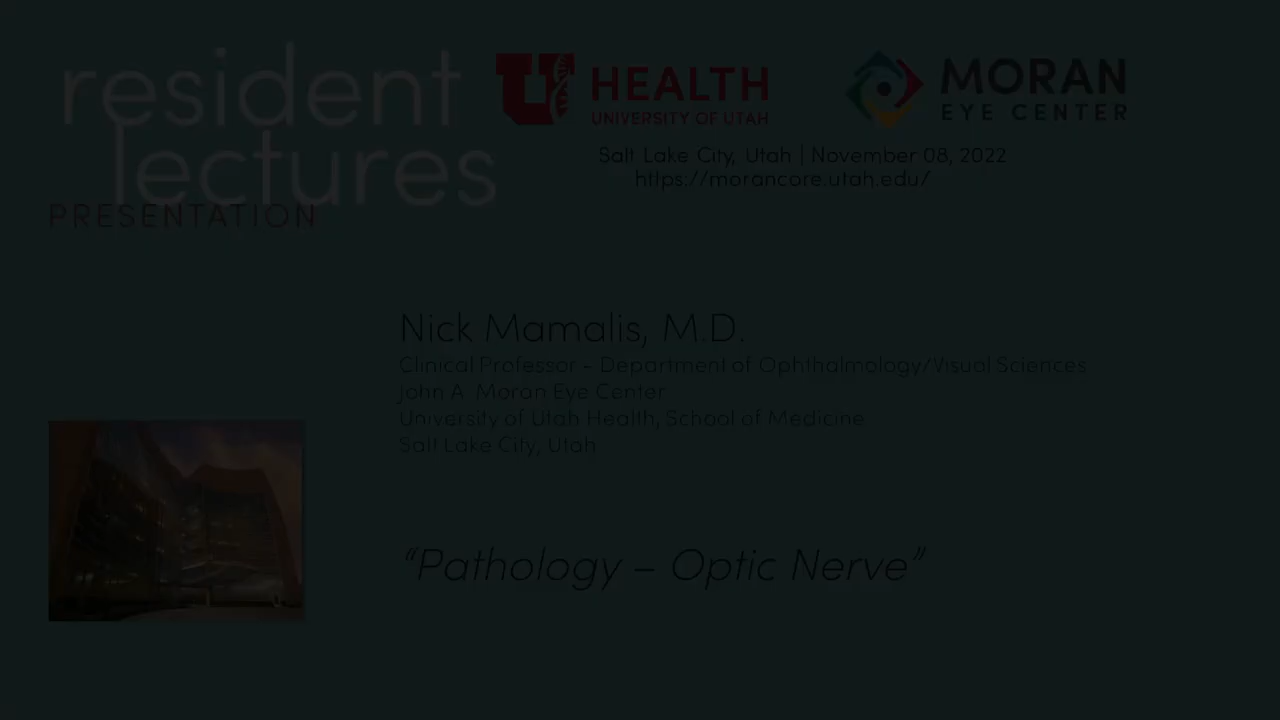 resident
lectures
PRESENTATION
U HEALTH
UNIVERSITY OF UTAH
MORAN
EYE CENTER
Salt Lake City, Utah | November 08, 2022
https://morancore.utah.edu/
Nick Mamalis, M.D.
Clinical Professor - Department of Ophthalmology/Visual Sciences
John A. Moran Eye Center
University of Utah Health, School of Medicine
Salt Lake City, Utah
“Pathology – Optic Nerve”